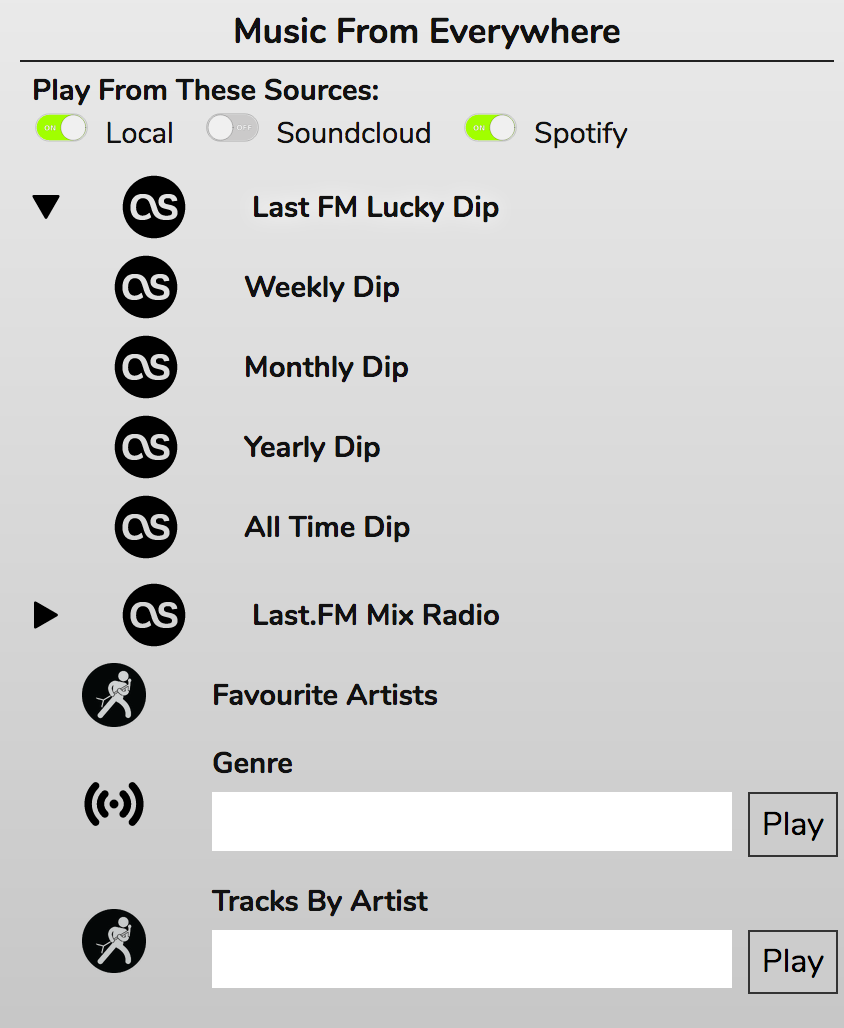 Music From Everywhere
Play From These Sources:
ON Local OFF Soundcloud ON Spotify
Last FM Lucky Dip
Weekly Dip
Monthly Dip
Yearly Dip
All Time Dip
Last.FM Mix Radio
Favourite Artists
Genre
Play
Tracks By Artist
Play